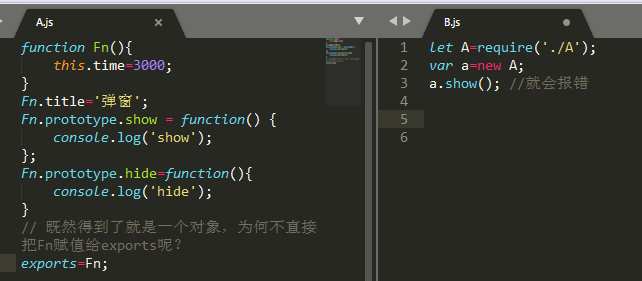 A.js
function Fn(){
this.time=3000;
}
Fn.title='弹窗';
Fn.prototype.show = function() {
console.log('show');
};
Fn.prototype.hide=function(){
console.log('hide');
}
// 既然得到了就是一个对象，为何不直接
把Fn赋值给exports呢？
exports=Fn;
B.js
1 let A=require('./A');
2 var a=new A;
3 a.show(); //就会报错
4
5
6